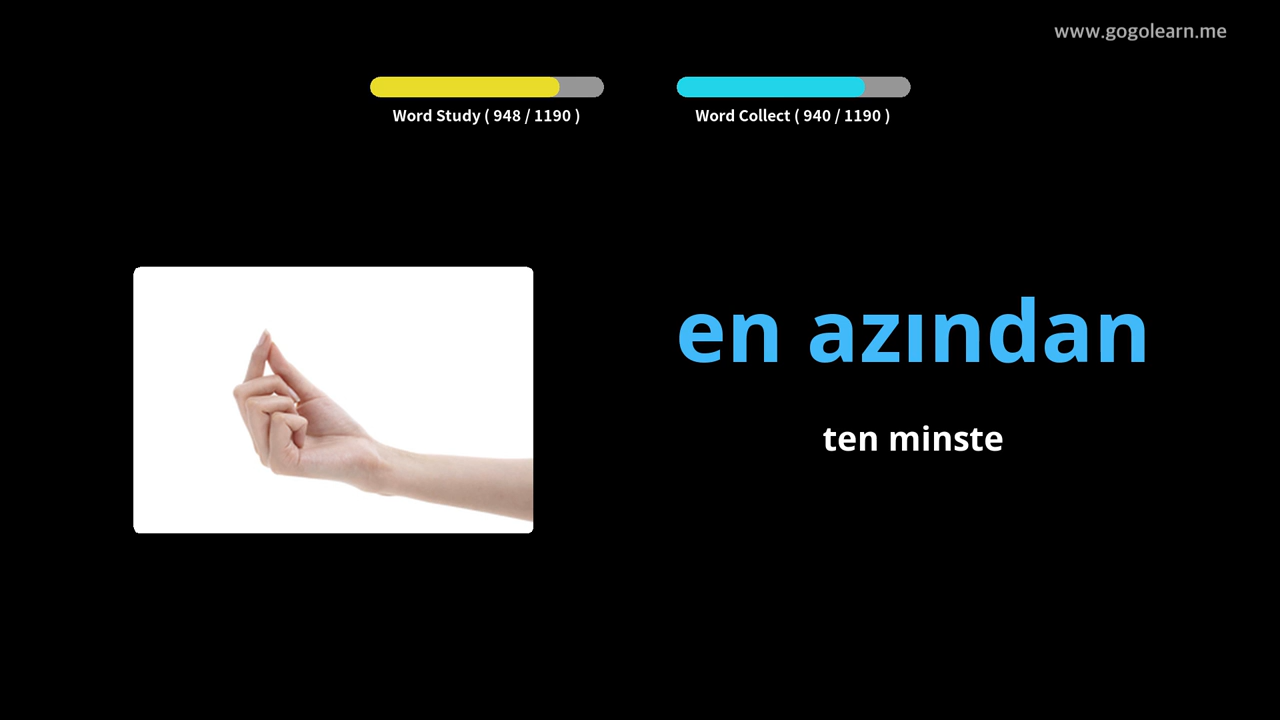 www.gogolearn.me
Word Study ( 948 / 1190 )
Word Collect ( 940 / 1190 )
en azından
ten minste